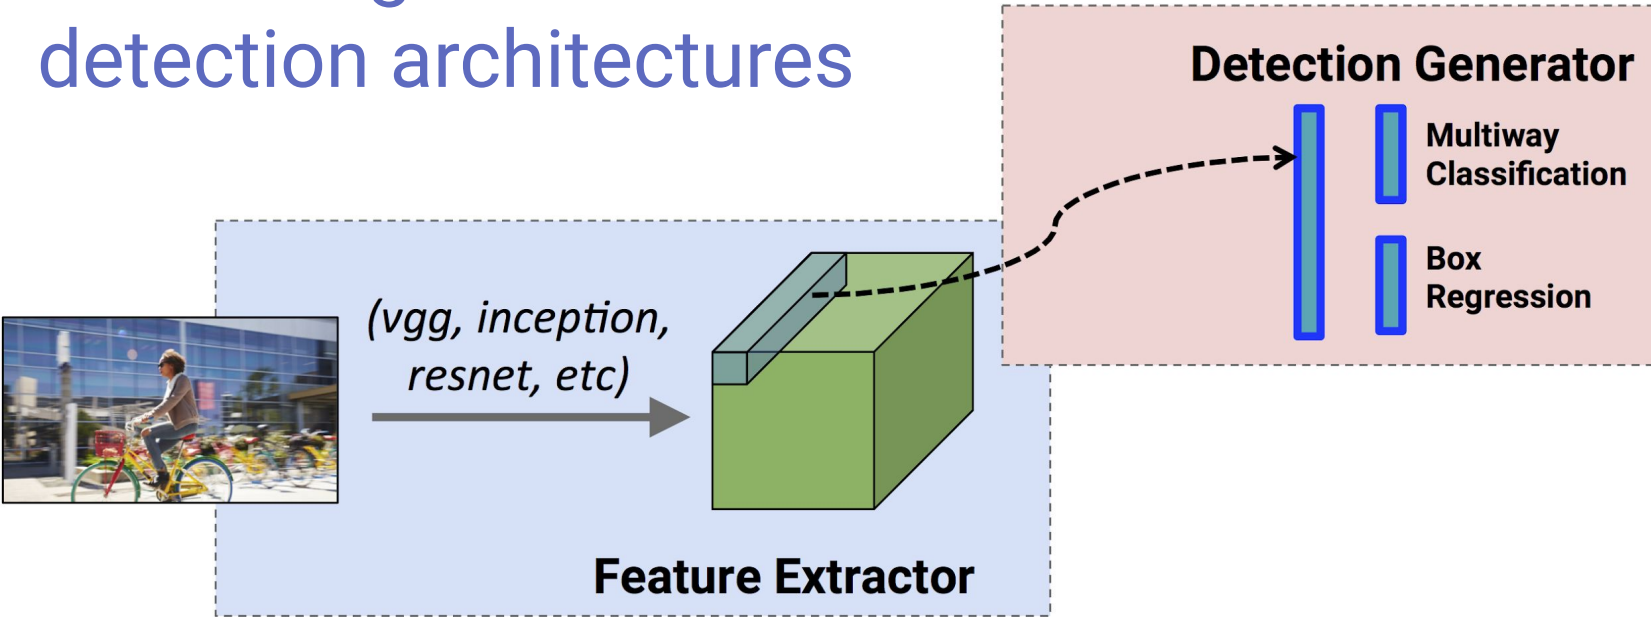 detection architectures
Detection Generator
Multiway
Classification
Box
Regression
(vgg, inception,
resnet, etc)
Feature Extractor